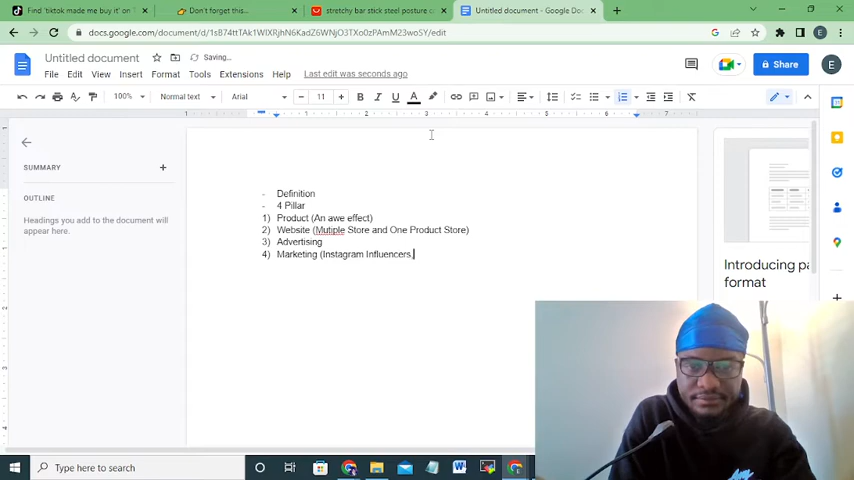 Find 'tiktok made me buy it' on T
Don't forget this...
stretchy bar stick steel posture c
Untitled document - Google Doc
docs.google.com/document/d/1sB74ttTAk1WIXRjhN6KadZ6WNjO3TXo0zPAmM23woSY/edit
Untitled document
Saving...
Share
E
File Edit View Insert Format Tools Extensions Help Last edit was seconds ago
100% Normal text Arial 11
SUMMARY
OUTLINE
Headings you add to the document will
appear here.
- Definition
- 4 Pillar
1) Product (An awe effect)
2) Website (Mutiple Store and One Product Store)
3) Advertising
4) Marketing (Instagram Influencers,
Introducing pa
format
Type here to search